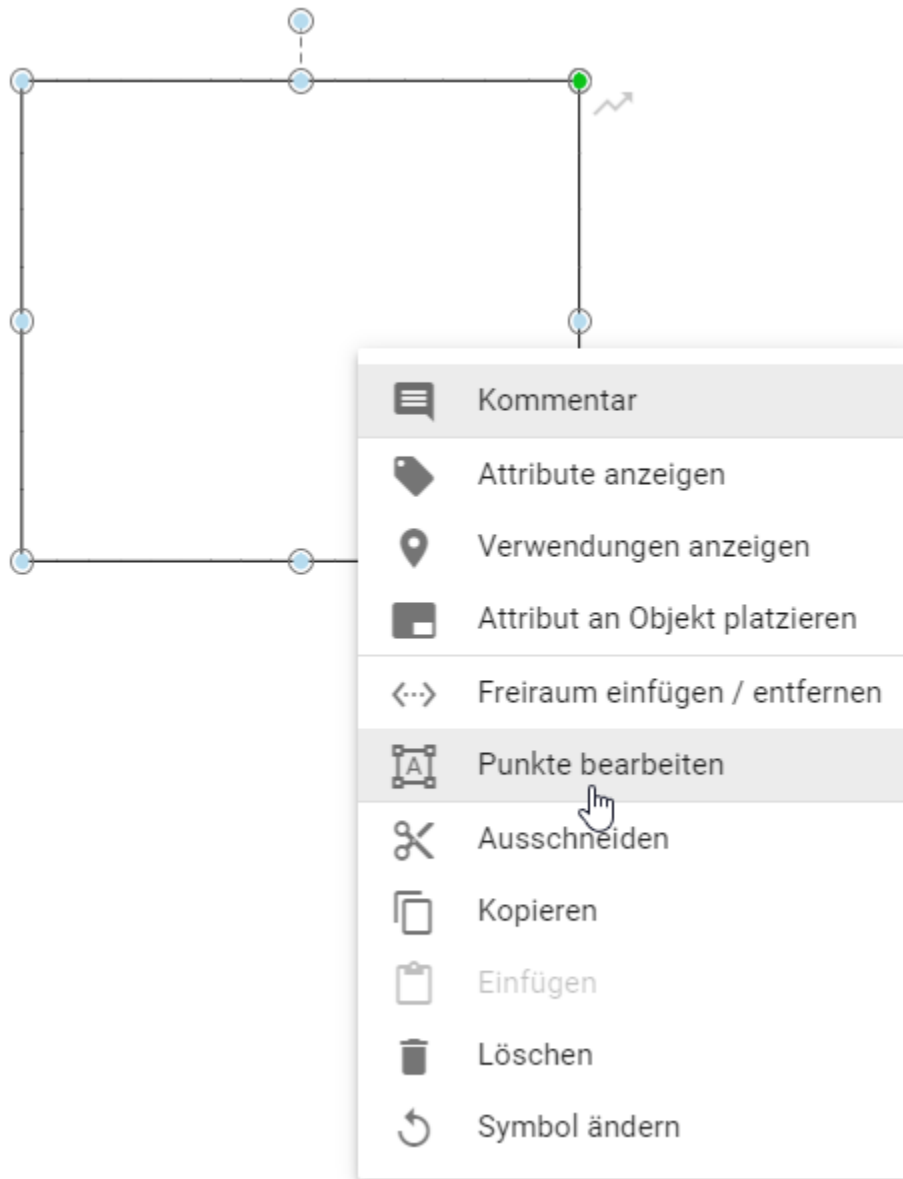 Kommentar
Attribute anzeigen
Verwendungen anzeigen
Attribut an Objekt platzieren
Freiraum einfügen / entfernen
A
Punkte bearbeiten
Ausschneiden
Kopieren
Einfügen
Löschen
Symbol ändern